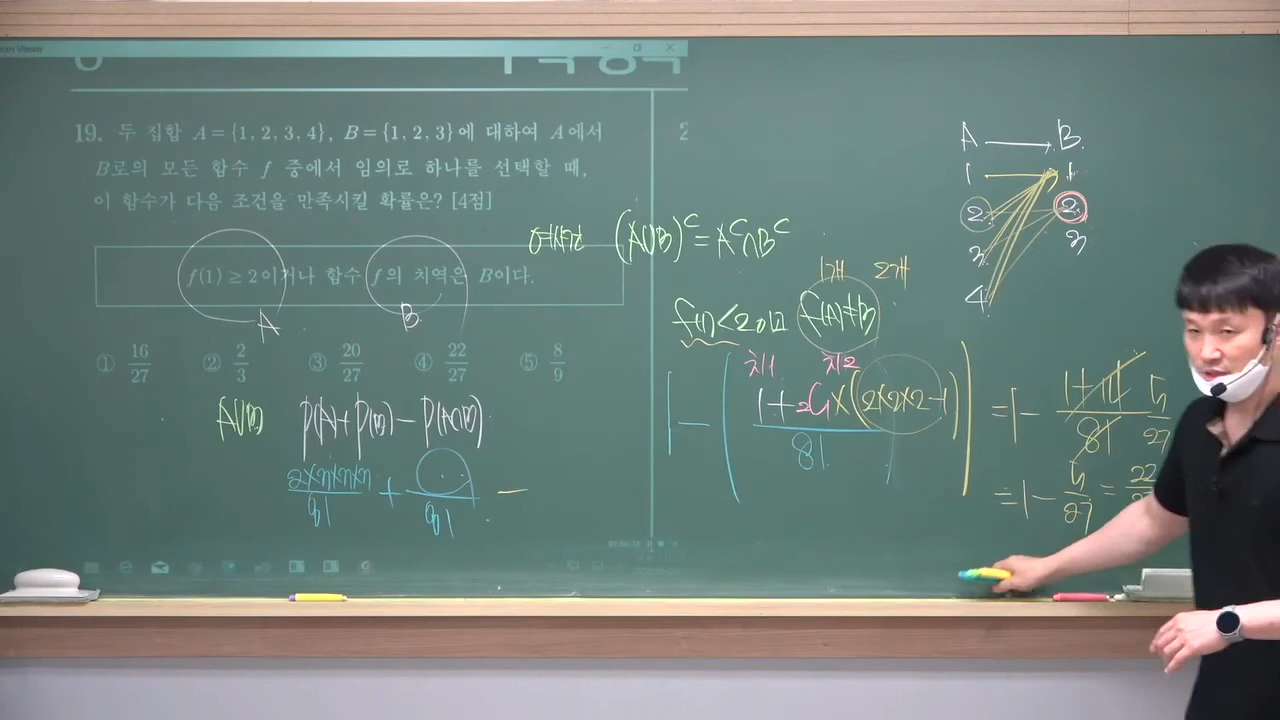 19. 두 집합 A={1, 2, 3, 4}, B={1, 2, 3}에 대하여 A에서
B로의 모든 함수 f 중에서 임의로 하나를 선택할 때,
이 함수가 다음 조건을 만족시킬 확률은? [4점]
f(1)≥2이거나 함수 f의 치역은 B이다.
A B
① 16/27 ② 2/3 ③ 20/27 ④ 22/27 ⑤ 8/9
A∪B P(A)+P(B)-P(A∩B)
2×3×3×3/81 + /81 -
여사건 (A∪B)^C=A^C∩B^C
1개 2개
f(1)<2이고 f(A)≠B
치1 치2
1-(1+2C1×(2×2×2-1)/81)
=1- 81 5/27
=1-5/27=22
A → B
1 1
2 2
3 3
4